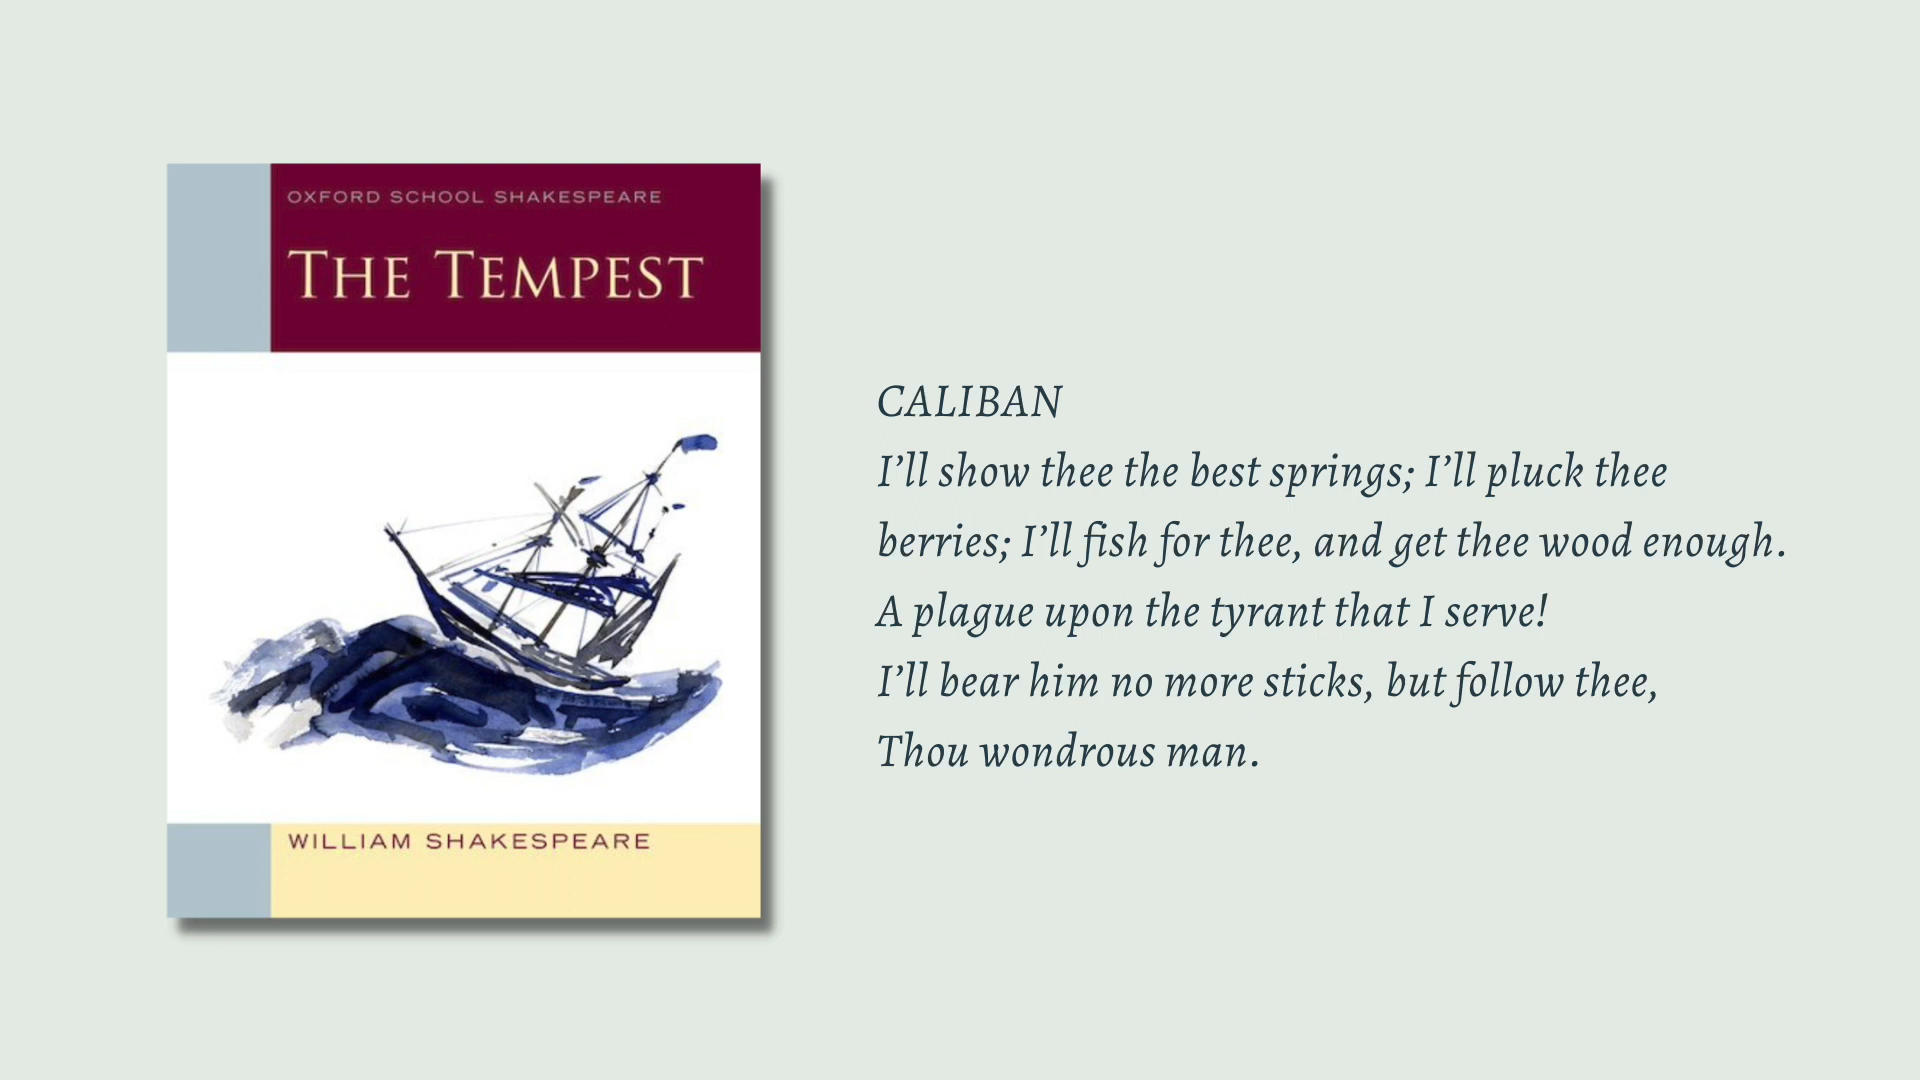 OXFORD SCHOOL SHAKESPEARE
THE TEMPEST
WILLIAM SHAKESPEARE
CALIBAN
I’ll show thee the best springs; I’ll pluck thee
berries; I’ll fish for thee, and get thee wood enough.
A plague upon the tyrant that I serve!
I’ll bear him no more sticks, but follow thee,
Thou wondrous man.